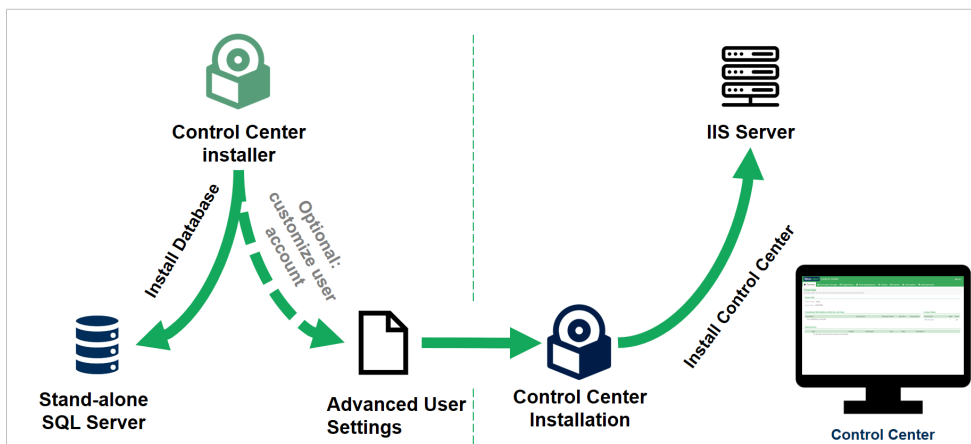 Control Center
installer
IIS Server
Install Database
Optional:
customize user
account
Install Control Center
Stand-alone
SQL Server
Advanced User
Settings
Control Center
Installation
Control Center